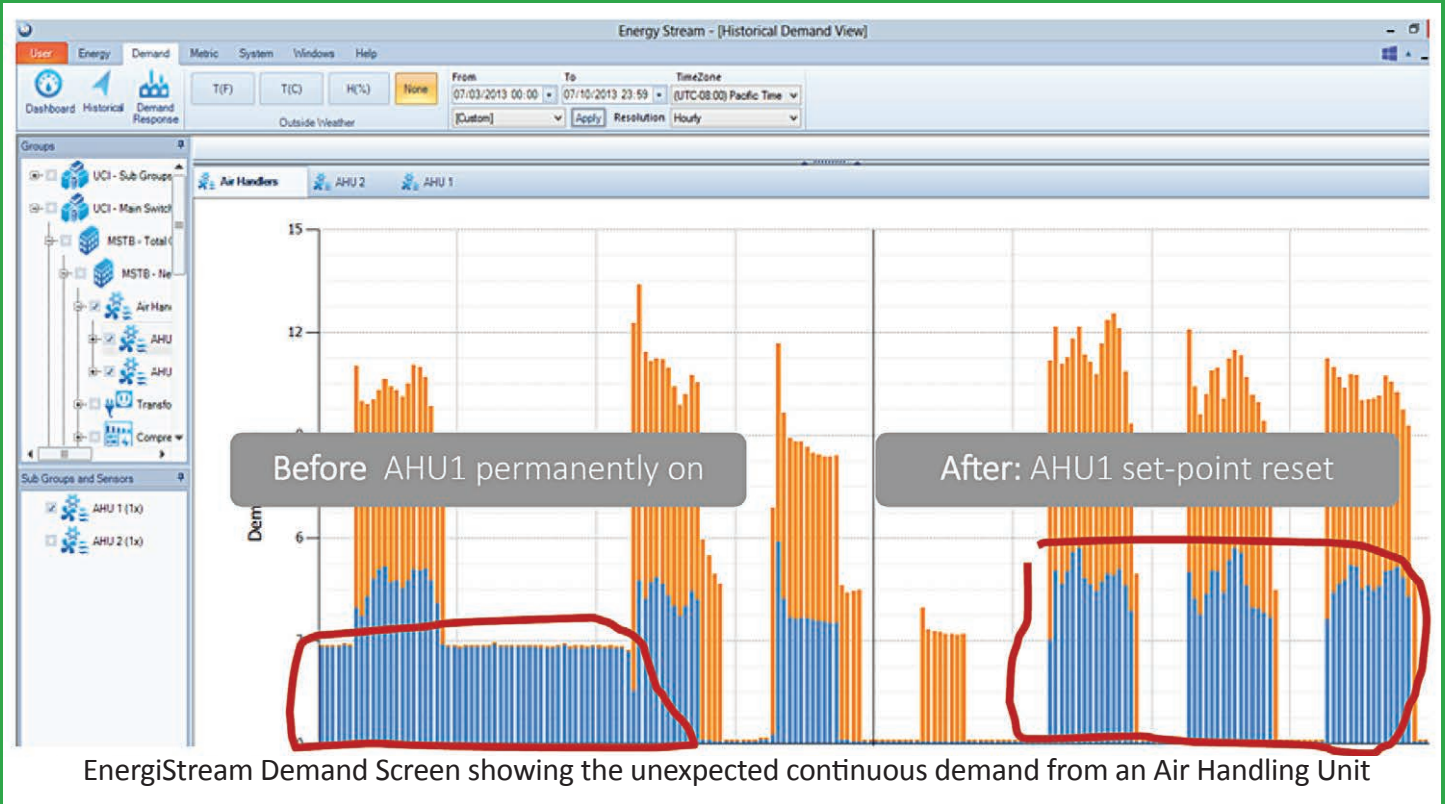 Energy Stream - [Historical Demand View]
User Energy Demand Metric System Windows Help
Dashboard Historical Demand Response
T(F) T(C) H(%) None
Outside Weather
From To TimeZone
07/03/2013 00:00 07/10/2013 23:59 (UTC-08:00) Pacific Time
[Custom] Apply Resolution Hourly
Groups
UCI - Sub Groups
UCI - Main Switch
MSTB - Total
MSTB - Ne
Air Han
AHU
AHU
Transfo
Compre
Sub Groups and Sensors
AHU 1 (1x)
AHU 2 (1x)
Air Handlers AHU 2 AHU 1
15
12
9
Before AHU1 permanently on
After: AHU1 set-point reset
Dem
6
3
0
EnergiStream Demand Screen showing the unexpected continuous demand from an Air Handling Unit